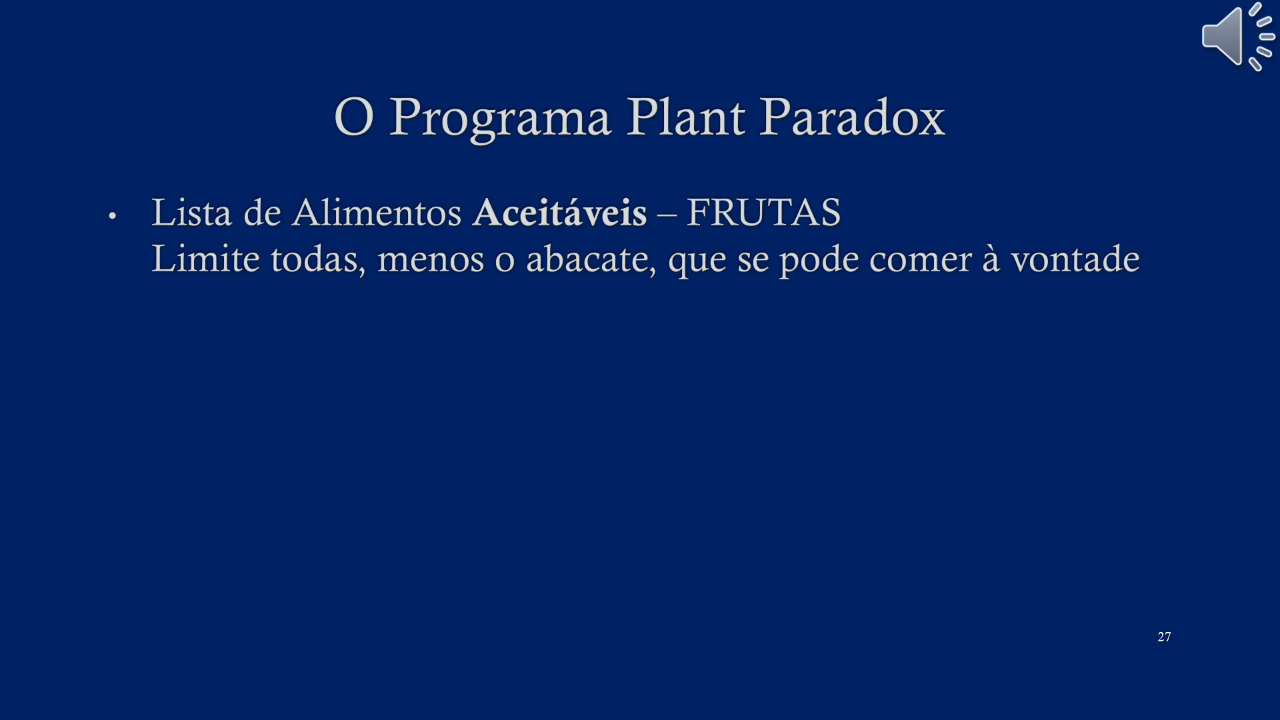 O Programa Plant Paradox
• Lista de Alimentos Aceitáveis – FRUTAS
Limite todas, menos o abacate, que se pode comer à vontade
27